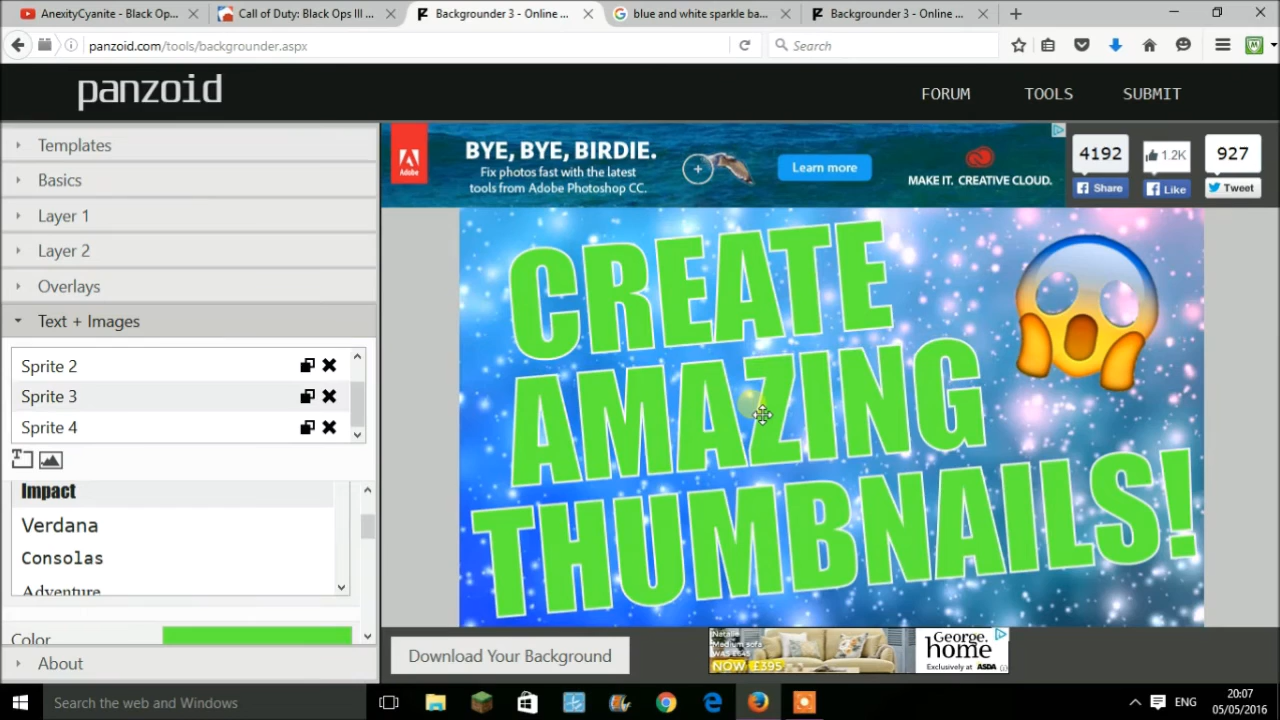 AnexityCyanite - Black Op...
Call of Duty: Black Ops III ...
Backgrounder 3 - Online ...
blue and white sparkle ba...
Backgrounder 3 - Online ...
panzoid.com/tools/backgrounder.aspx
Search
panzoid
FORUM
TOOLS
SUBMIT
Templates
Basics
Layer 1
Layer 2
Overlays
Text + Images
Sprite 2
Sprite 3
Sprite 4
Impact
Verdana
Consolas
Adventure
Color
About
Adobe
BYE, BYE, BIRDIE.
Fix photos fast with the latest
tools from Adobe Photoshop CC.
Learn more
MAKE IT. CREATIVE CLOUD.
4192
1.2K
927
Share
Like
Tweet
CREATE
AMAZING
THUMBNAILS!
Download Your Background
Natalie
Medium sofa
WAS £645
NOW £395
George.
home
Exclusively at ASDA
Search the web and Windows
ENG
20:07
05/05/2016